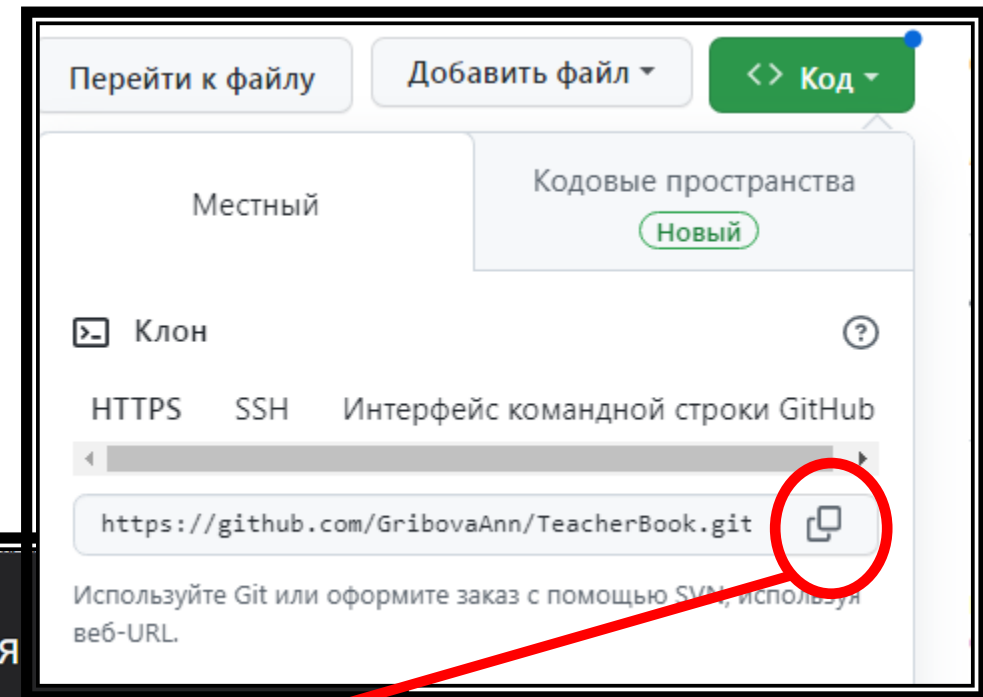 Перейти к файлу
Добавить файл
<> Код
Местный
Кодовые пространства
Новый
Клон
HTTPS SSH Интерфейс командной строки GitHub
https://github.com/GribovaAnn/TeacherBook.git
Используйте Git или оформите заказ с помощью SVN, используя
веб-URL.
я